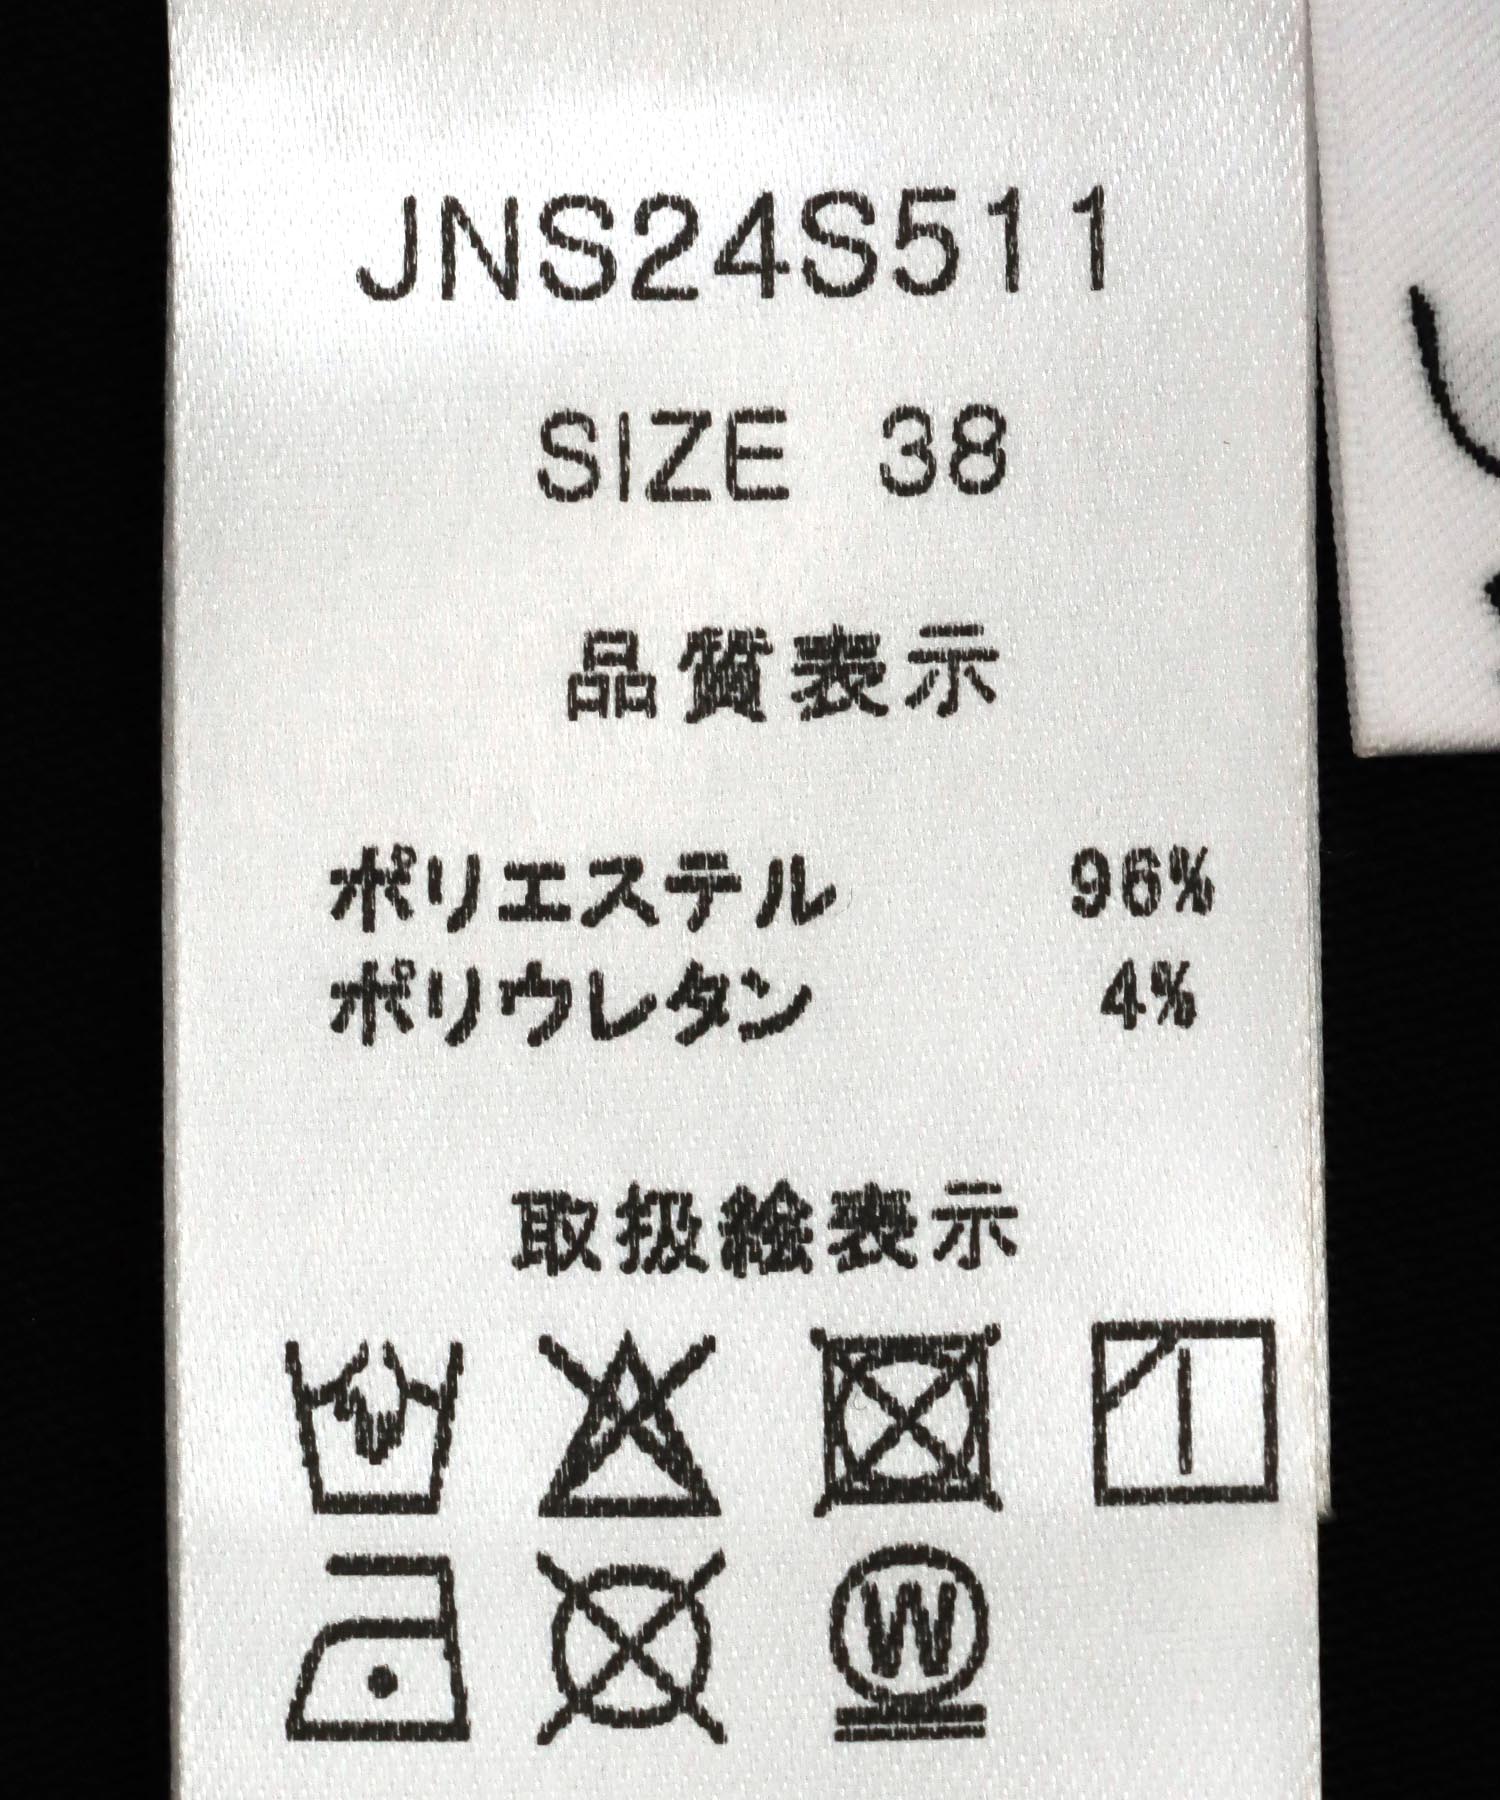 JNS24S511
SIZE 38
品質表示
ポリエステル 96%
ポリウレタン 4%
取扱絵表示
W